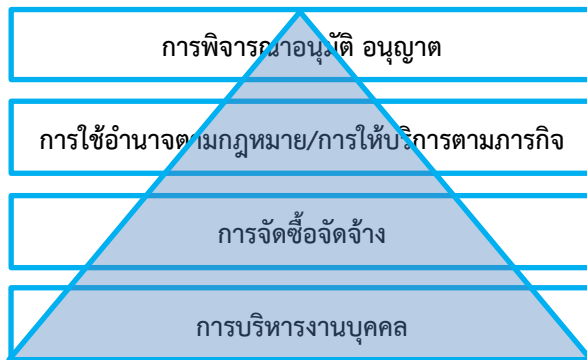 การพิจารณาอนุมัติ อนุญาต
การใช้อำนาจตามกฎหมาย/การให้บริการตามภารกิจ
การจัดซื้อจัดจ้าง
การบริหารงานบุคคล